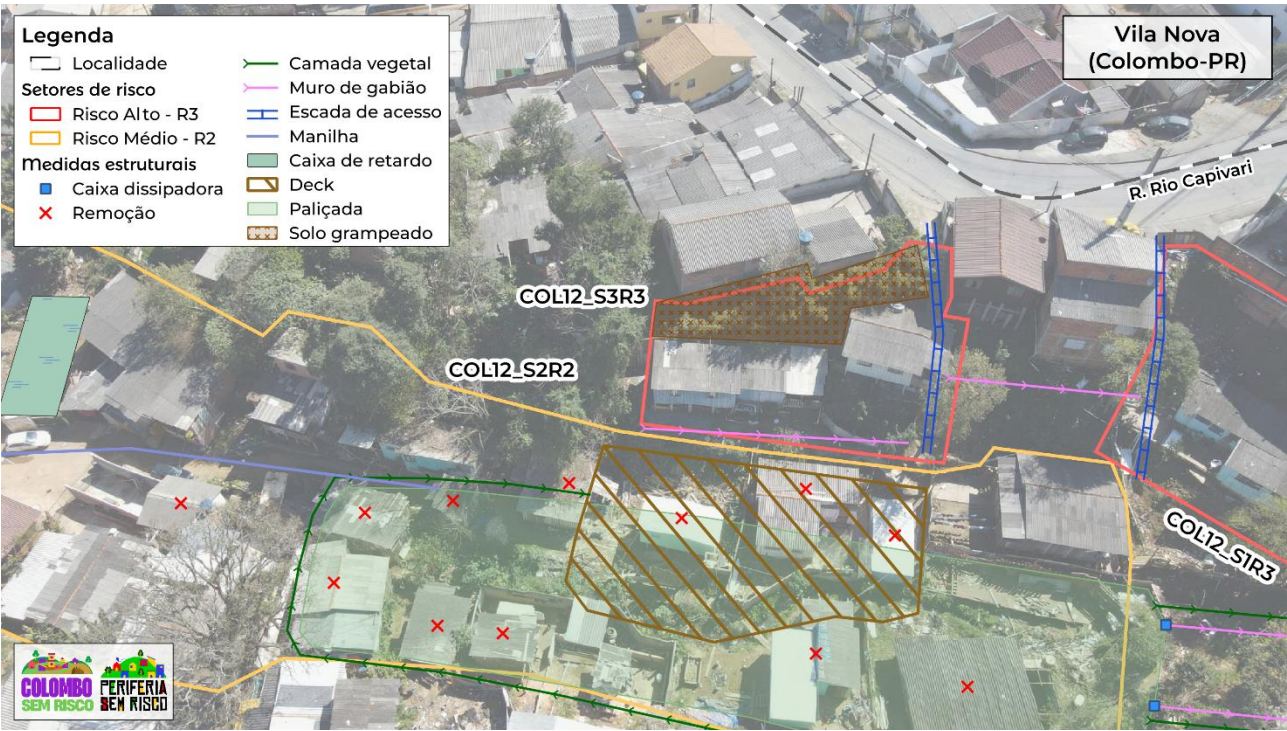 Legenda
Localidade
Setores de risco
Risco Alto - R3
Risco Médio - R2
Medidas estruturais
Caixa dissipadora
Remoção
Camada vegetal
Muro de gabião
Escada de acesso
Manilha
Caixa de retardo
Deck
Paliçada
Solo grampeado
Vila Nova
(Colombo-PR)
R. Rio Capivari
COL12_S3R3
COL12_S2R2
COL12_S1R3
COLOMBO
SEM RISCO
PERIFERIA
SEM RISCO